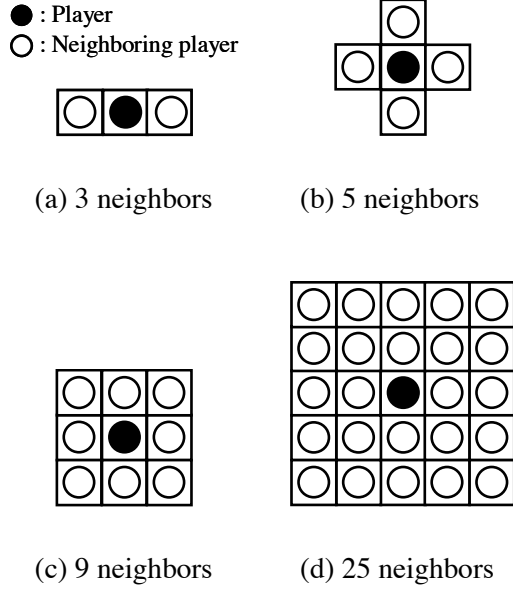 : Player
: Neighboring player
(a) 3 neighbors
(b) 5 neighbors
(c) 9 neighbors
(d) 25 neighbors